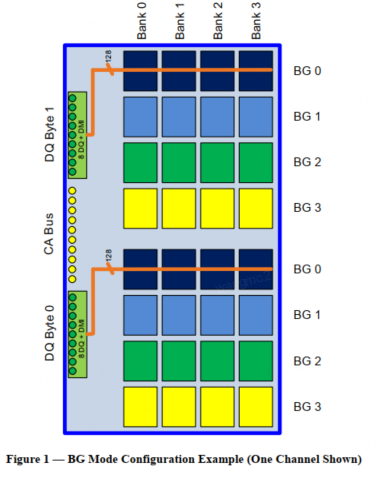 Bank 0
Bank 1
Bank 2
Bank 3
128
BG 0
DQ Byte 1
8 DQ + DMI
BG 1
BG 2
BG 3
CA Bus
128
BG 0
DQ Byte 0
8 DQ + DMI
BG 1
BG 2
BG 3
Figure 1 — BG Mode Configuration Example (One Channel Shown)